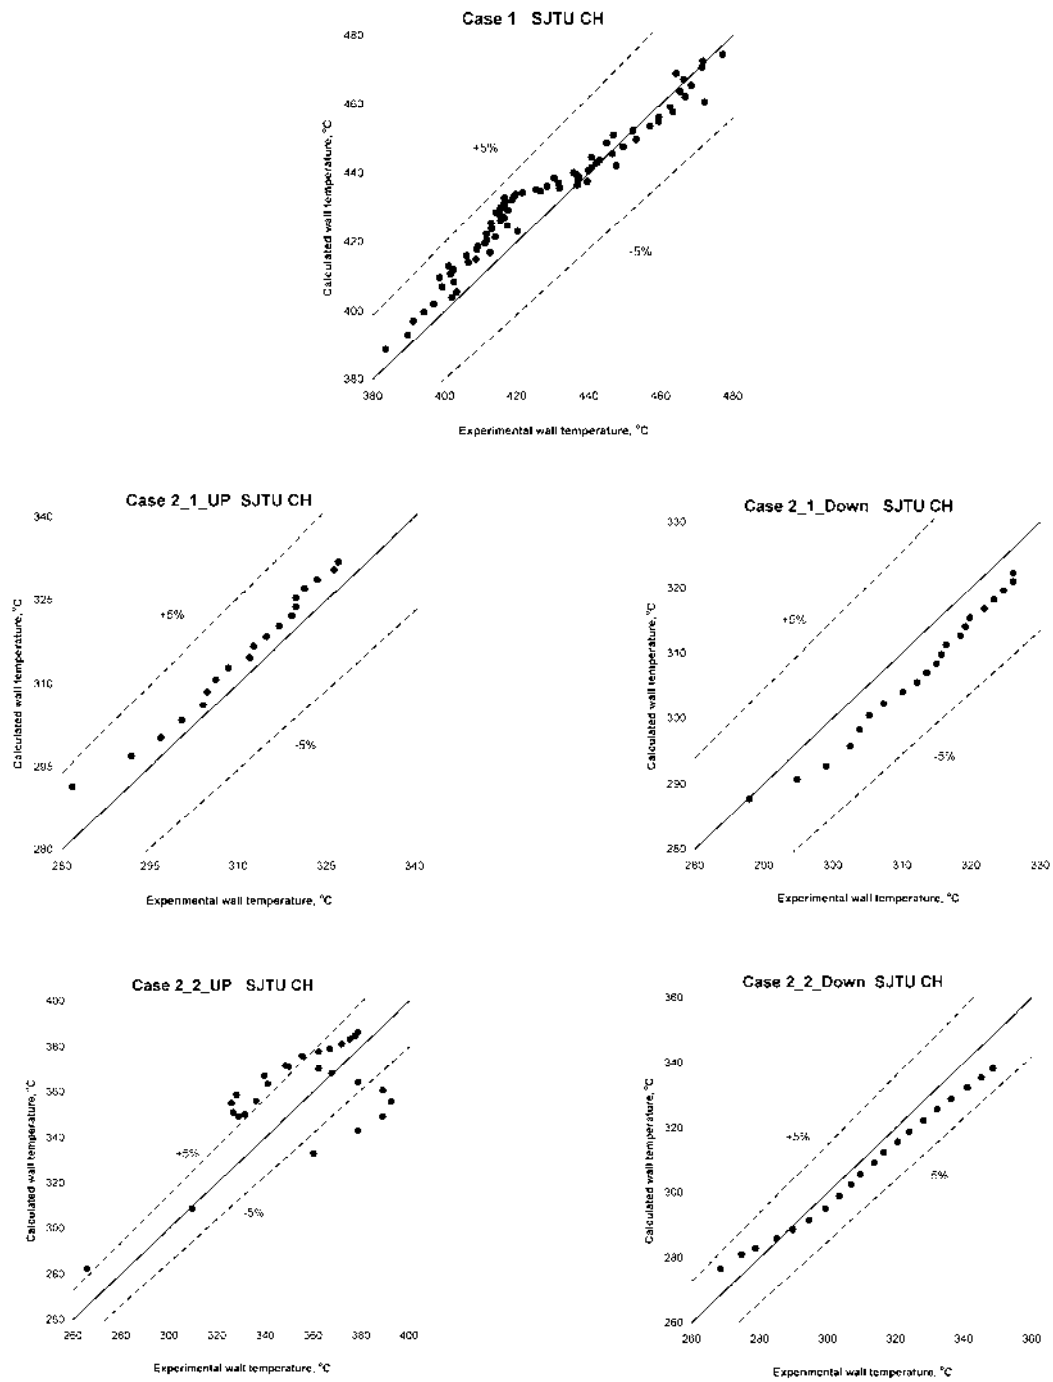 Case 1 SJTU CH
480
460
440
420
400
380
Calculated wall temperature, °C
+5%
-5%
380 400 420 440 460 480
Experimental wall temperature, °C
Case 2_1_UP SJTU CH
340
325
310
295
280
Calculated wall temperature, °C
+5%
-5%
280 295 310 325 340
Experimental wall temperature, °C
Case 2_1_Down SJTU CH
330
320
310
300
290
280
Calculated wall temperature, °C
+5%
-5%
280 290 300 310 320 330
Experimental wall temperature, °C
Case 2_2_UP SJTU CH
400
380
360
340
320
300
280
260
Calculated wall temperature, °C
+5%
-5%
260 280 300 320 340 360 380 400
Experimental wall temperature, °C
Case 2_2_Down SJTU CH
360
340
320
300
280
260
Calculated wall temperature, °C
+5%
5%
260 280 300 320 340 360
Experimental wall temperature, °C